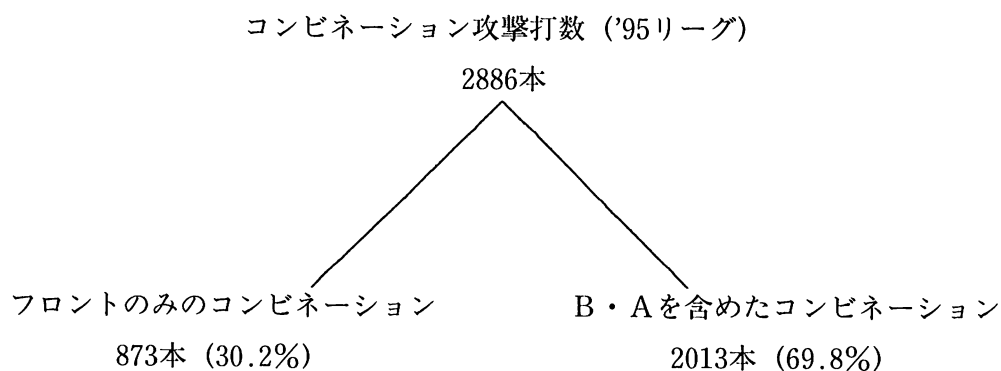 コンビネーション攻撃打数（'95リーグ）
2886本
フロントのみのコンビネーション
873本（30.2%）
B・Aを含めたコンビネーション
2013本（69.8%）